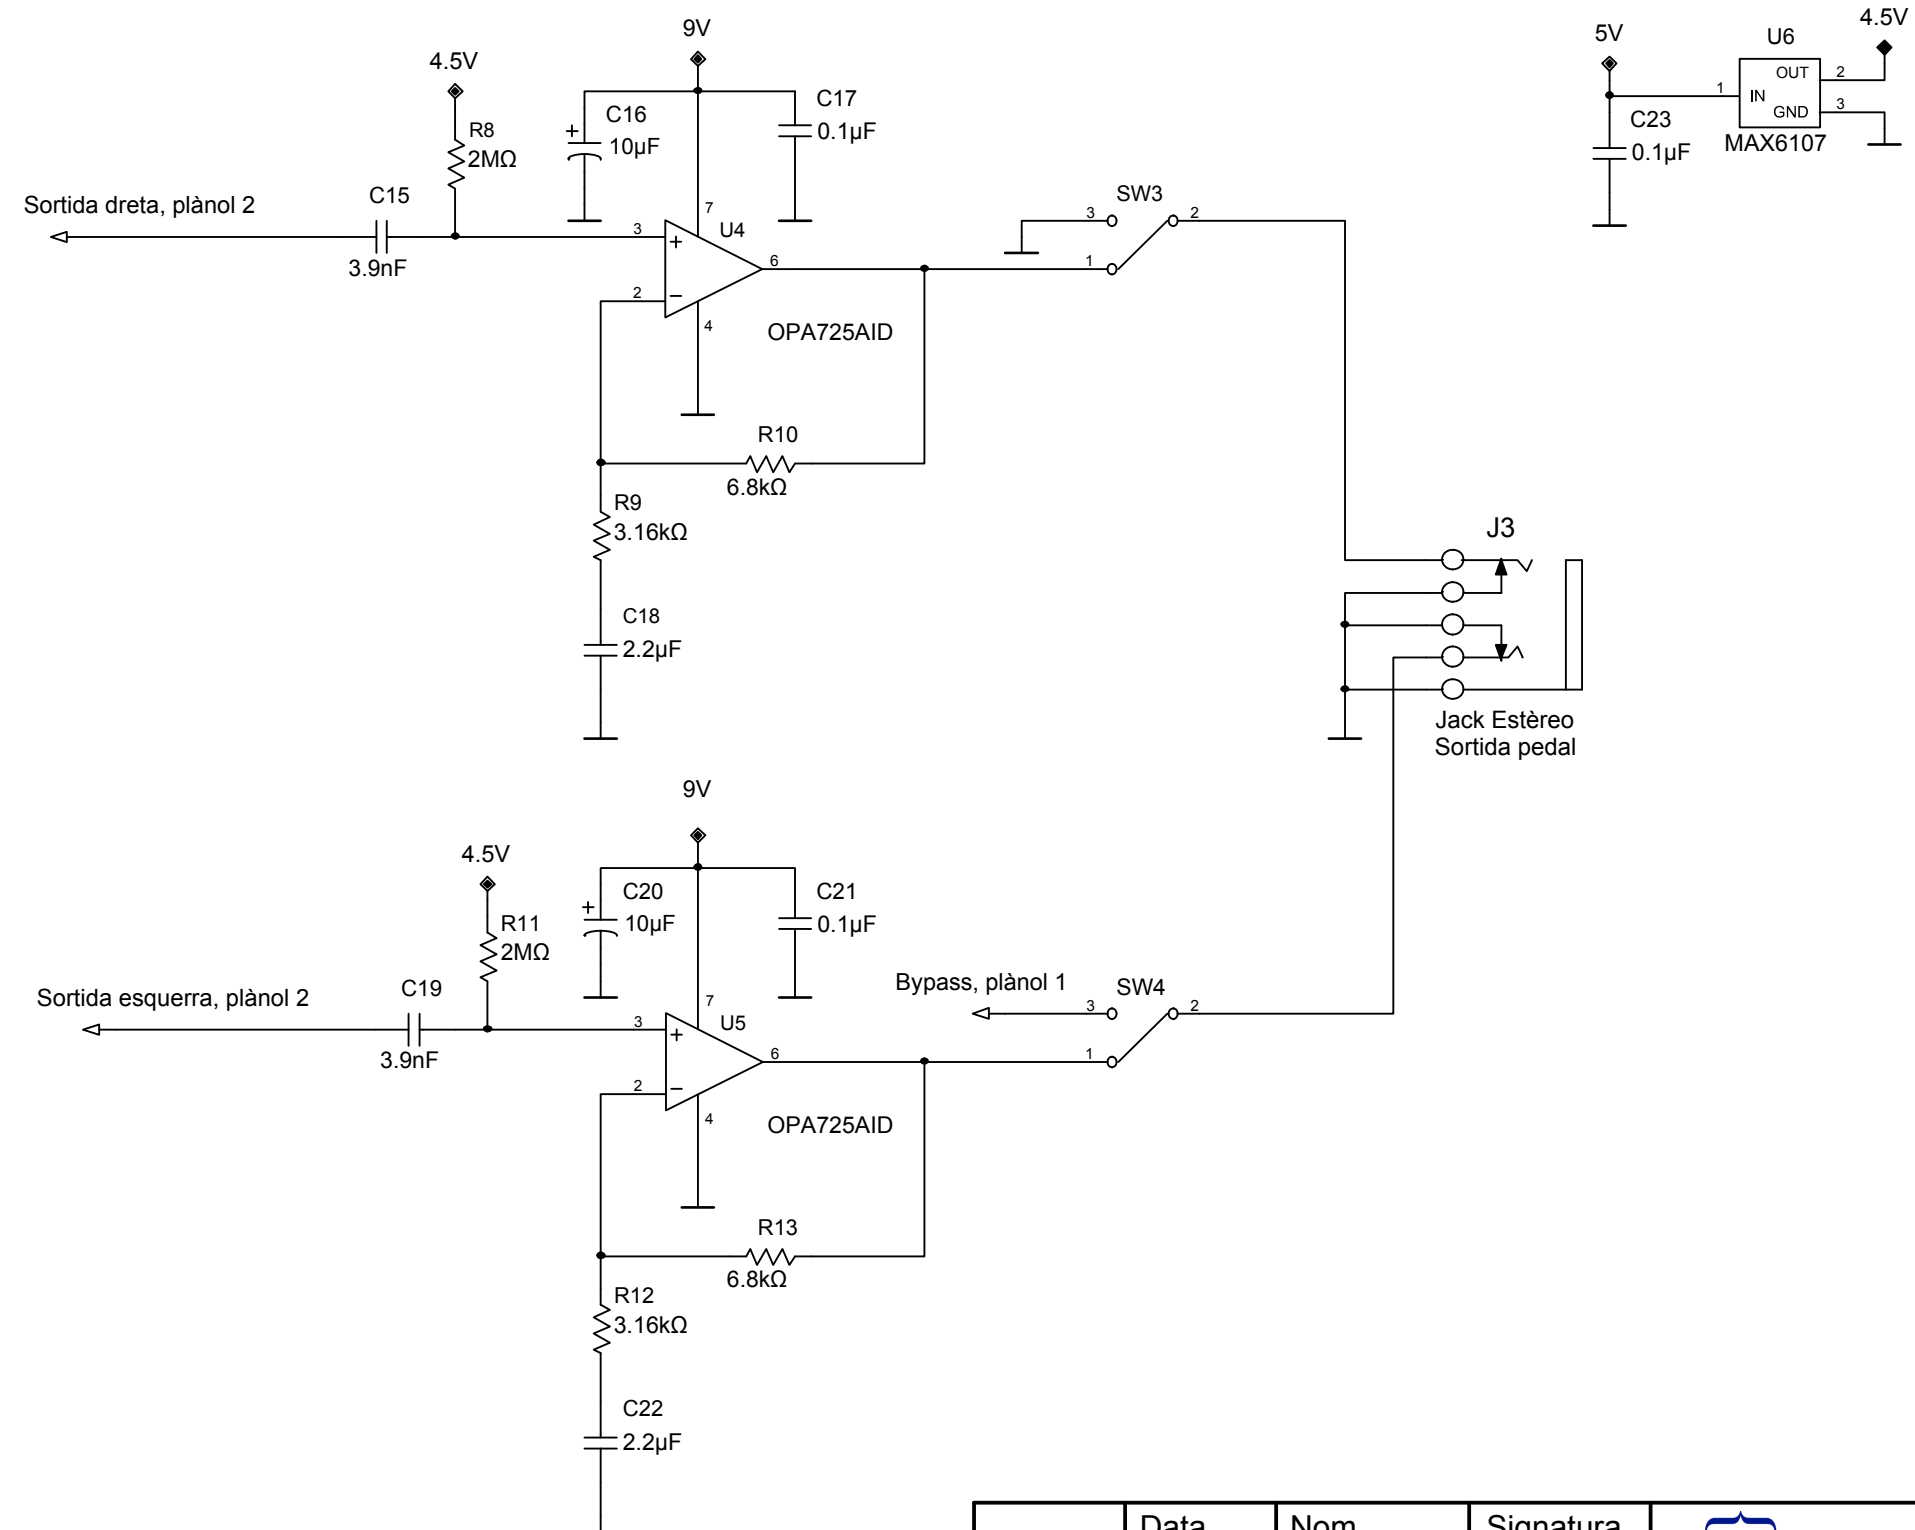 9V
4.5V
R8
2MΩ
+
C16
10µF
C17
0.1µF
5V
U6
4.5V
1
IN
OUT
2
GND
3
MAX6107
C23
0.1µF
Sortida dreta, plànol 2
C15
3.9nF
3
+
7
U4
2
−
6
4
OPA725AID
SW3
3
2
1
R10
6.8kΩ
R9
3.16kΩ
C18
2.2µF
J3
Jack Estèreo
Sortida pedal
9V
4.5V
R11
2MΩ
+
C20
10µF
C21
0.1µF
Sortida esquerra, plànol 2
C19
3.9nF
3
+
7
U5
2
−
6
4
OPA725AID
Bypass, plànol 1
SW4
3
2
1
R13
6.8kΩ
R12
3.16kΩ
C22
2.2µF
Data
Nom
Signatura